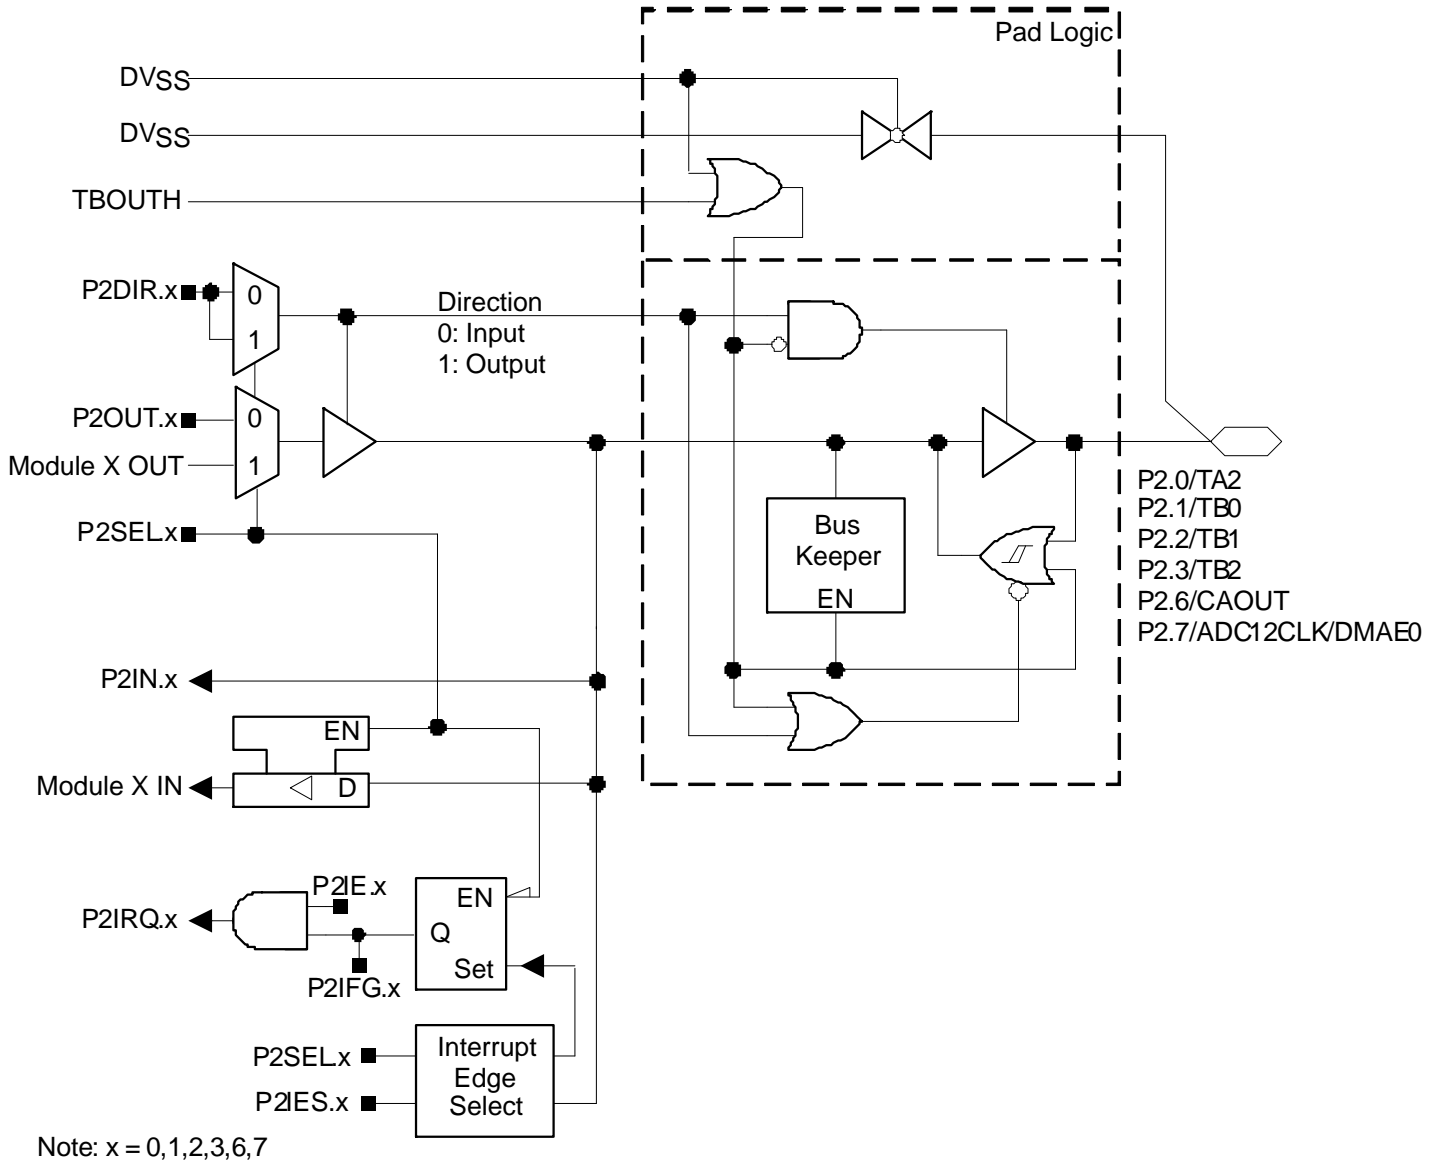 Pad Logic
DVSS
DVSS
TBOUTH
P2DIR.x
0
1
Direction
0: Input
1: Output
P2OUT.x
0
Module X OUT
1
P2SEL.x
Bus
Keeper
EN
P2.0/TA2
P2.1/TB0
P2.2/TB1
P2.3/TB2
P2.6/CAOUT
P2.7/ADC12CLK/DMAE0
P2IN.x
EN
Module X IN
D
P2IE.x
EN
P2IRQ.x
Q
Set
P2IFG.x
P2SEL.x
P2IES.x
Interrupt
Edge
Select
Note: x = 0,1,2,3,6,7